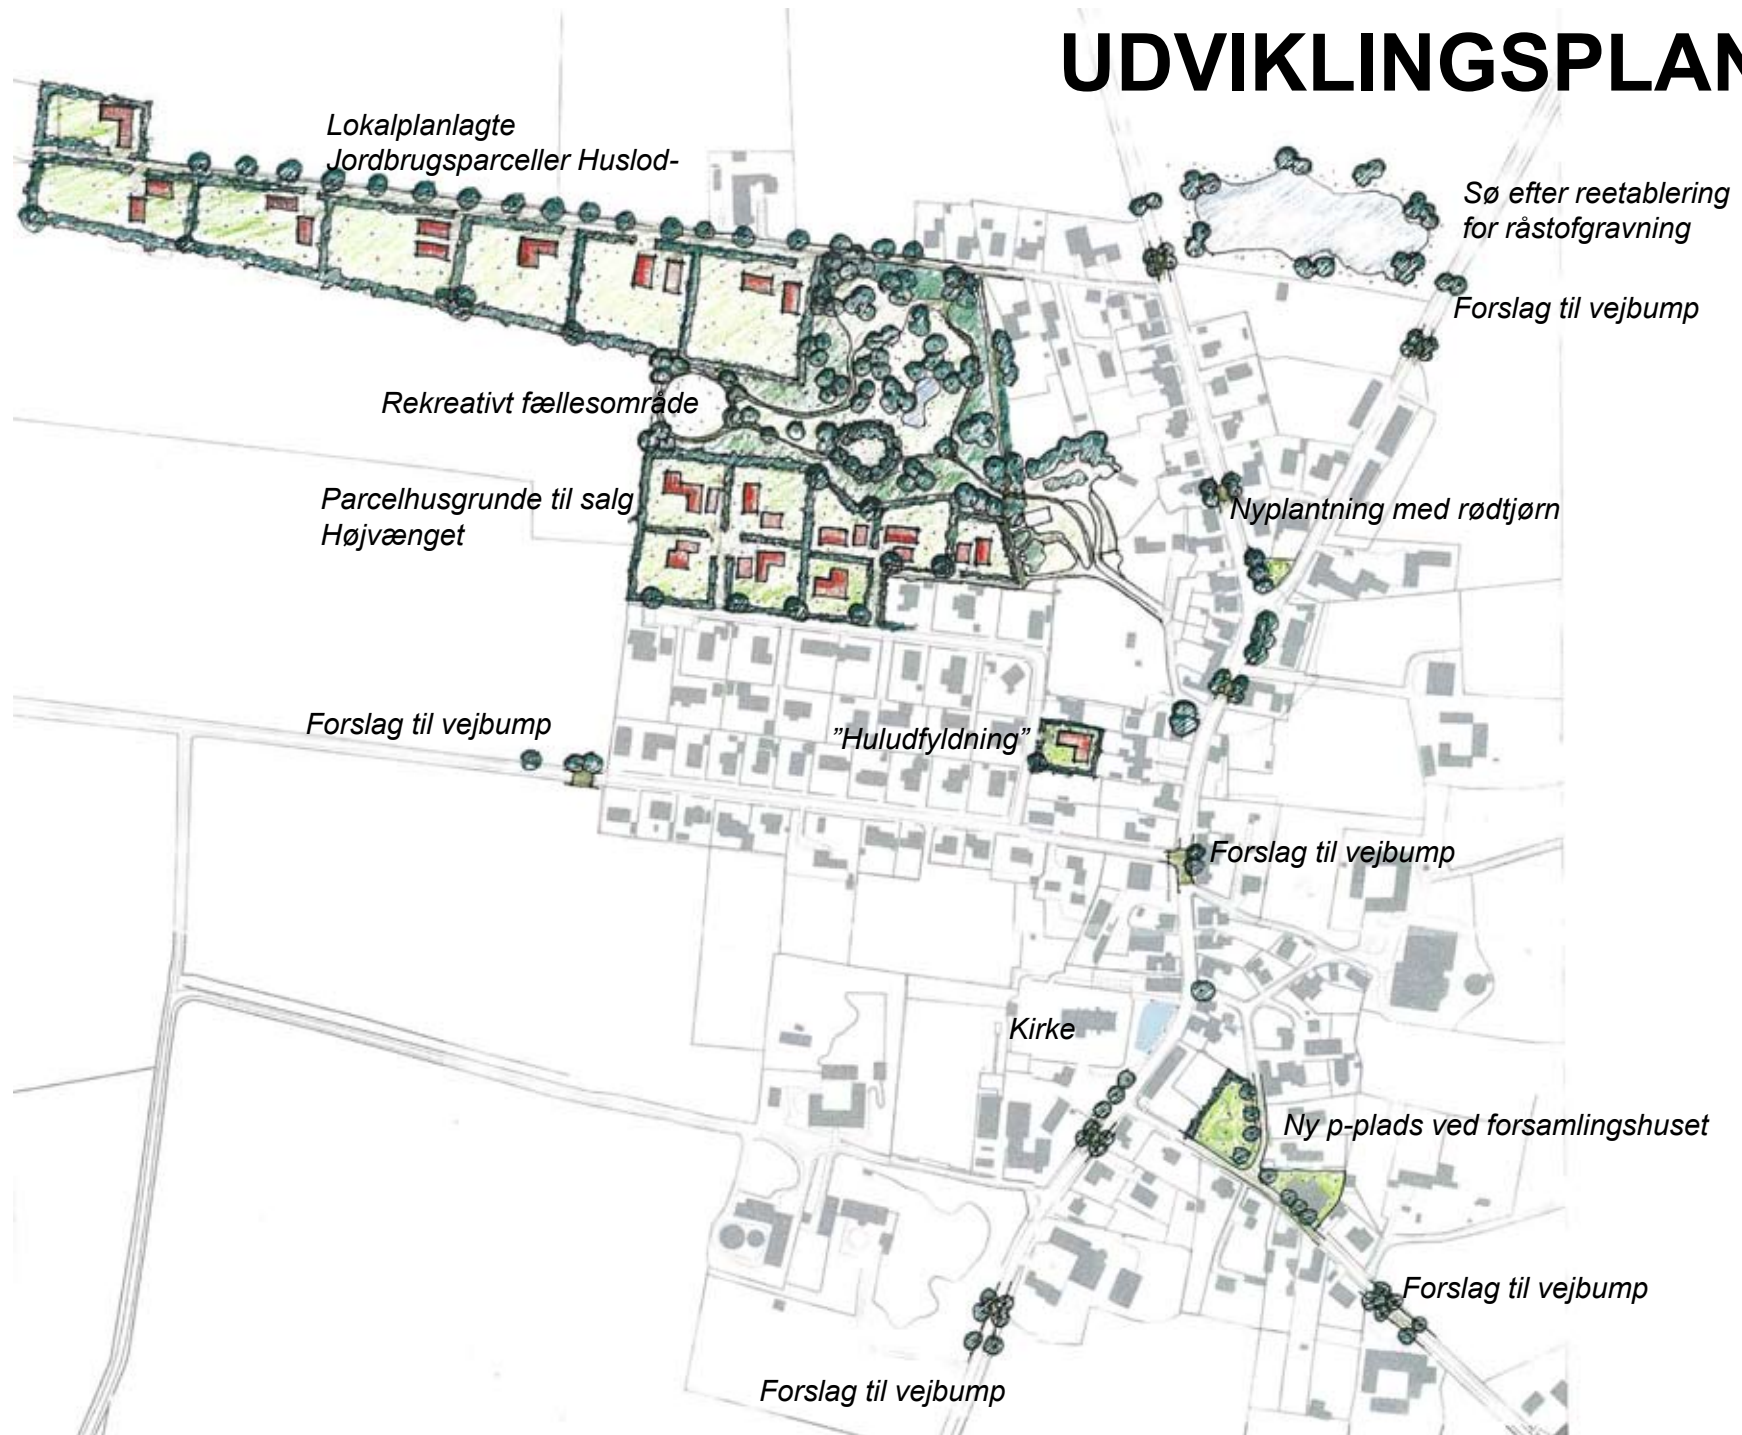 UDVIKLINGSPLAN
Lokalplanlagte
Jordbrugsparceller Huslod-
Sø efter reetablering
for råstofgravning
Forslag til vejbump
Rekreativt fællesområde
Parcelhusgrunde til salg
Højvænget
Nyplantning med rødtjørn
Forslag til vejbump
"Huludfyldning"
Forslag til vejbump
Kirke
Ny p-plads ved forsamlingshuset
Forslag til vejbump
Forslag til vejbump